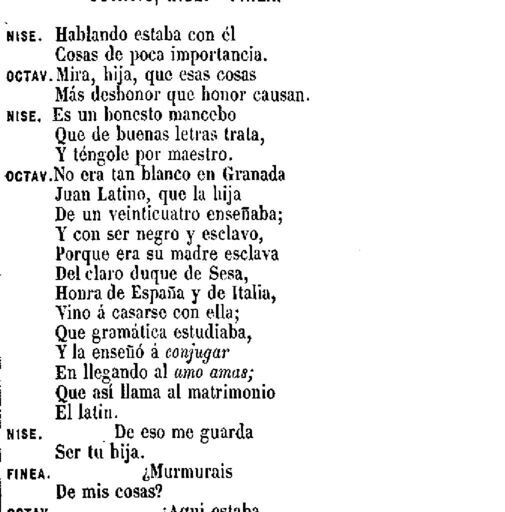 NISE. Hablando estaba con él
Cosas de poca importancia.
OCTAV. Mira, hija, que esas cosas
Más deshonor que honor causan.
NISE. Es un honesto mancebo
Que de buenas letras trata,
Y téngole por maestro.
OCTAV. No era tan blanco en Granada
Juan Latino, que la hija
De un veinticuatro enseñaba;
Y con ser negro y esclavo,
Porque era su madre esclava
Del claro duque de Sesa,
Honra de España y de Italia,
Vino á casarse con ella;
Que gramática estudiaba,
Y la enseñó á conjugar
En llegando al amo amas;
Que así llama al matrimonio
El latin.
NISE. De eso me guarda
Ser tu hija.
FINEA. ¿Murmurais
De mis cosas?
OCTAV. ¿Aqui estaba